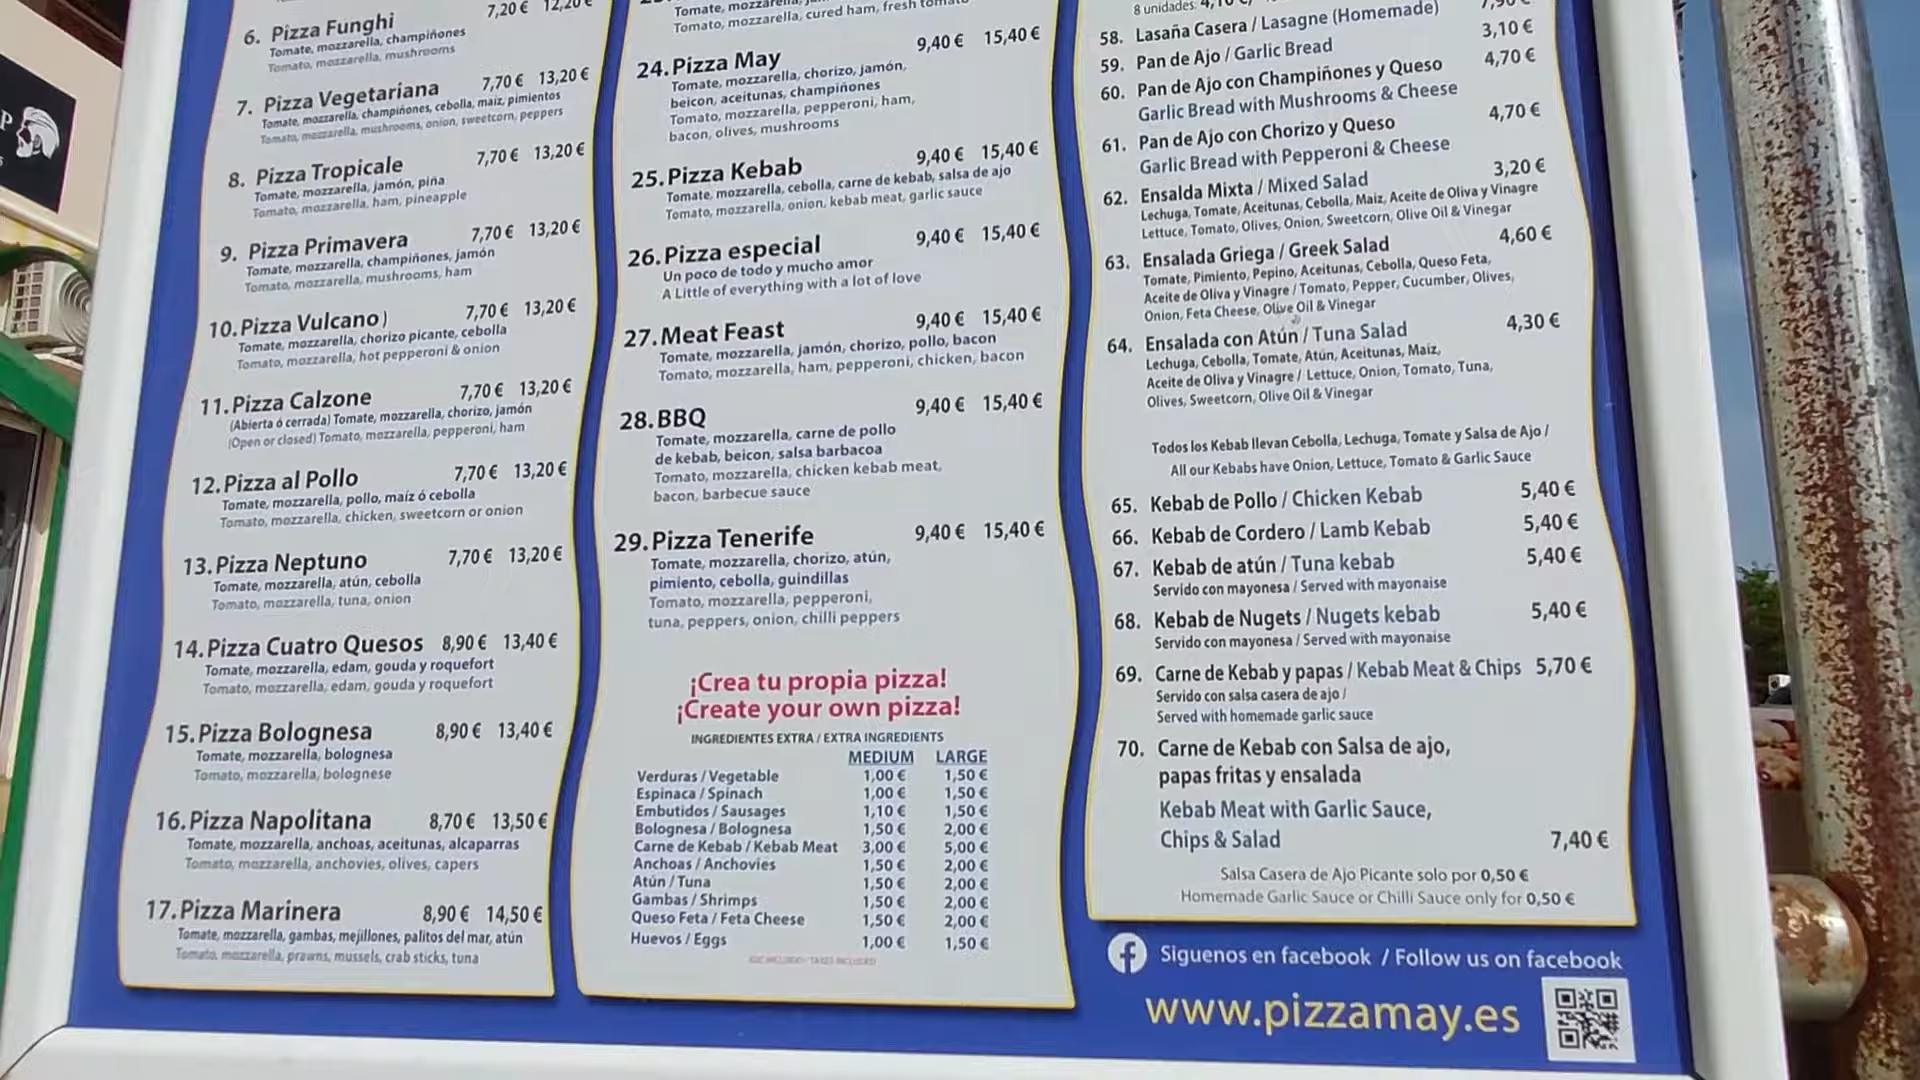 6. Pizza Funghi 7,20 € 12,20 €
Tomate, mozzarella, champiñones
Tomato, mozzarella, mushrooms
7. Pizza Vegetariana 7,70 € 13,20 €
Tomate, mozzarella, champiñones, cebolla, maiz, pimientos
Tomato, mozzarella, mushrooms, onion, sweetcorn, peppers
8. Pizza Tropicale 7,70 € 13,20 €
Tomate, mozzarella, jamón, piña
Tomato, mozzarella, ham, pineapple
9. Pizza Primavera 7,70 € 13,20 €
Tomate, mozzarella, champiñones, jamón
Tomato, mozzarella, mushrooms, ham
10. Pizza Vulcano) 7,70 € 13,20 €
Tomate, mozzarella, chorizo picante, cebolla
Tomato, mozzarella, hot pepperoni & onion
11. Pizza Calzone 7,70 € 13,20 €
(Abierta ó cerrada) Tomate, mozzarella, chorizo, jamón
(Open or closed) Tomato, mozzarella, pepperoni, ham
12. Pizza al Pollo 7,70 € 13,20 €
Tomate, mozzarella, pollo, maíz ó cebolla
Tomato, mozzarella, chicken, sweetcorn or onion
13. Pizza Neptuno 7,70 € 13,20 €
Tomate, mozzarella, atún, cebolla
Tomato, mozzarella, tuna, onion
14. Pizza Cuatro Quesos 8,90 € 13,40 €
Tomate, mozzarella, edam, gouda y roquefort
Tomato, mozzarella, edam, gouda y roquefort
15. Pizza Bolognesa 8,90 € 13,40 €
Tomate, mozzarella, bolognesa
Tomato, mozzarella, bolognese
16. Pizza Napolitana 8,70 € 13,50 €
Tomate, mozzarella, anchoas, aceitunas, alcaparras
Tomato, mozzarella, anchovies, olives, capers
17. Pizza Marinera 8,90 € 14,50 €
Tomate, mozzarella, gambas, mejillones, palitos del mar, atún
Tomato, mozzarella, prawns, mussels, crab sticks, tuna
Tomate, mozzarella,
Tomato, mozzarella, cured ham, fresh tomato
24. Pizza May 9,40 € 15,40 €
Tomate, mozzarella, chorizo, jamón,
beicon, aceitunas, champiñones
Tomato, mozzarella, pepperoni, ham,
bacon, olives, mushrooms
25. Pizza Kebab 9,40 € 15,40 €
Tomate, mozzarella, cebolla, carne de kebab, salsa de ajo
Tomato, mozzarella, onion, kebab meat, garlic sauce
26. Pizza especial 9,40 € 15,40 €
Un poco de todo y mucho amor
A Little of everything with a lot of love
27. Meat Feast 9,40 € 15,40 €
Tomate, mozzarella, jamón, chorizo, pollo, bacon
Tomato, mozzarella, ham, pepperoni, chicken, bacon
28. BBQ 9,40 € 15,40 €
Tomate, mozzarella, carne de pollo
de kebab, beicon, salsa barbacoa
Tomato, mozzarella, chicken kebab meat,
bacon, barbecue sauce
29. Pizza Tenerife 9,40 € 15,40 €
Tomate, mozzarella, chorizo, atún,
pimiento, cebolla, guindillas
Tomato, mozzarella, pepperoni,
tuna, peppers, onion, chilli peppers
¡Crea tu propia pizza!
¡Create your own pizza!
INGREDIENTES EXTRA / EXTRA INGREDIENTS
MEDIUM LARGE
Verduras / Vegetable 1,00 € 1,50 €
Espinaca / Spinach 1,00 € 1,50 €
Embutidos / Sausages 1,10 € 1,50 €
Bolognesa / Bolognesa 1,50 € 2,00 €
Carne de Kebab / Kebab Meat 3,00 € 5,00 €
Anchoas / Anchovies 1,50 € 2,00 €
Atún / Tuna 1,50 € 2,00 €
Gambas / Shrimps 1,50 € 2,00 €
Queso Feta / Feta Cheese 1,50 € 2,00 €
Huevos / Eggs 1,00 € 1,50 €
8 unidades: 4,10 €
58. Lasaña Casera / Lasagne (Homemade) 7,90 €
59. Pan de Ajo / Garlic Bread 3,10 €
60. Pan de Ajo con Champiñones y Queso 4,70 €
Garlic Bread with Mushrooms & Cheese
61. Pan de Ajo con Chorizo y Queso 4,70 €
Garlic Bread with Pepperoni & Cheese
62. Ensalda Mixta / Mixed Salad 3,20 €
Lechuga, Tomate, Aceitunas, Cebolla, Maiz, Aceite de Oliva y Vinagre
Lettuce, Tomato, Olives, Onion, Sweetcorn, Olive Oil & Vinegar
63. Ensalada Griega / Greek Salad 4,60 €
Tomate, Pimiento, Pepino, Aceitunas, Cebolla, Queso Feta,
Aceite de Oliva y Vinagre / Tomato, Pepper, Cucumber, Olives,
Onion, Feta Cheese, Olive Oil & Vinegar
64. Ensalada con Atún / Tuna Salad 4,30 €
Lechuga, Cebolla, Tomate, Atún, Aceitunas, Maiz,
Aceite de Oliva y Vinagre / Lettuce, Onion, Tomato, Tuna,
Olives, Sweetcorn, Olive Oil & Vinegar
Todos los Kebab llevan Cebolla, Lechuga, Tomate y Salsa de Ajo /
All our Kebabs have Onion, Lettuce, Tomato & Garlic Sauce
65. Kebab de Pollo / Chicken Kebab 5,40 €
66. Kebab de Cordero / Lamb Kebab 5,40 €
67. Kebab de atún / Tuna kebab 5,40 €
Servido con mayonesa / Served with mayonaise
68. Kebab de Nugets / Nugets kebab 5,40 €
Servido con mayonesa / Served with mayonaise
69. Carne de Kebab y papas / Kebab Meat & Chips 5,70 €
Servido con salsa casera de ajo /
Served with homemade garlic sauce
70. Carne de Kebab con Salsa de ajo,
papas fritas y ensalada
Kebab Meat with Garlic Sauce,
Chips & Salad 7,40 €
Salsa Casera de Ajo Picante solo por 0,50 €
Homemade Garlic Sauce or Chilli Sauce only for 0,50 €
Siguenos en facebook / Follow us on facebook
www.pizzamay.es